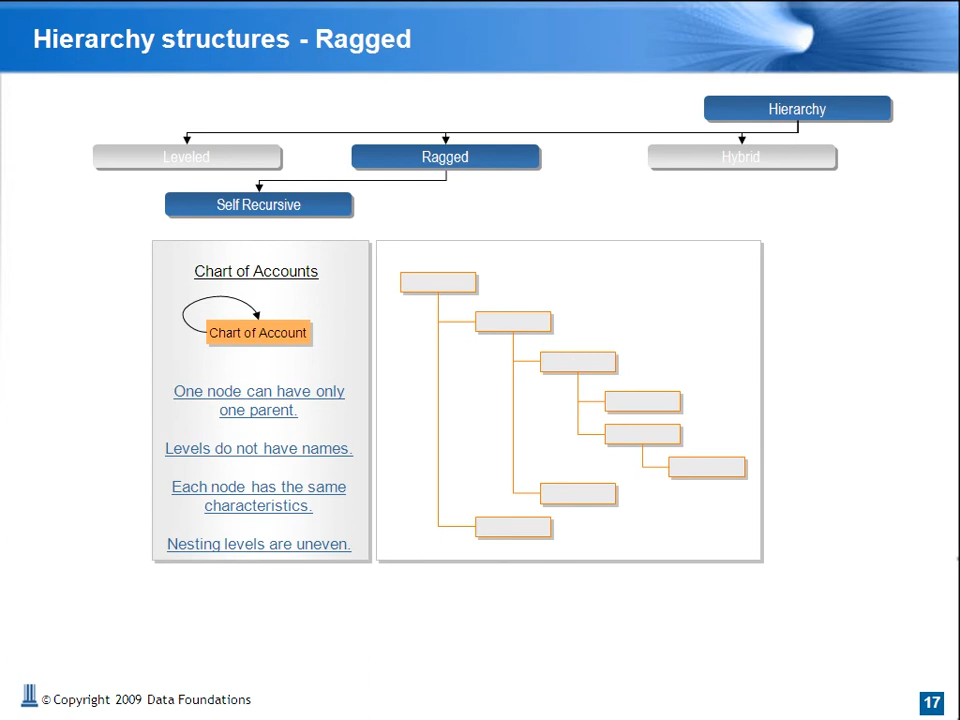 Hierarchy structures - Ragged
Hierarchy
Leveled
Ragged
Hybrid
Self Recursive
Chart of Accounts
Chart of Account
One node can have only
one parent.
Levels do not have names.
Each node has the same
characteristics.
Nesting levels are uneven.
© Copyright 2009 Data Foundations
17